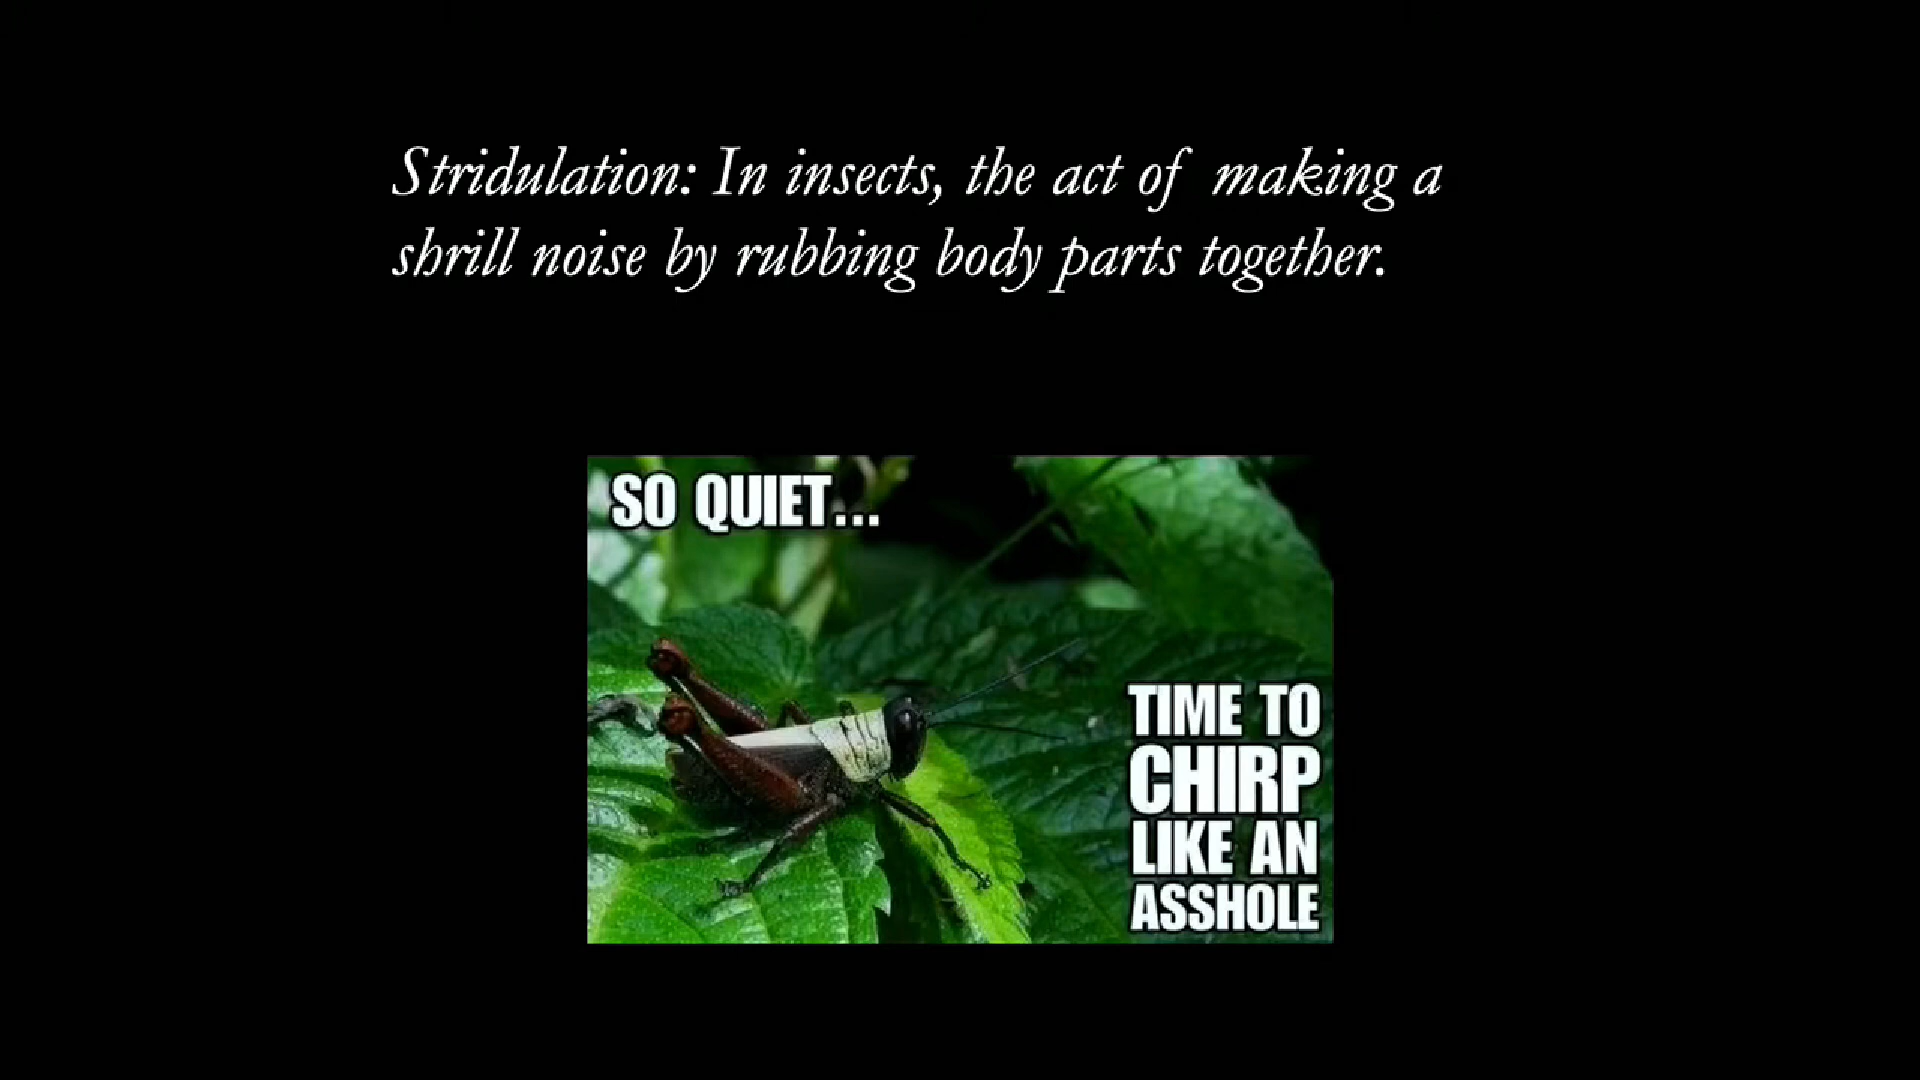 Stridulation: In insects, the act of making a
shrill noise by rubbing body parts together.
SO QUIET...
TIME TO
CHIRP
LIKE AN
ASSHOLE